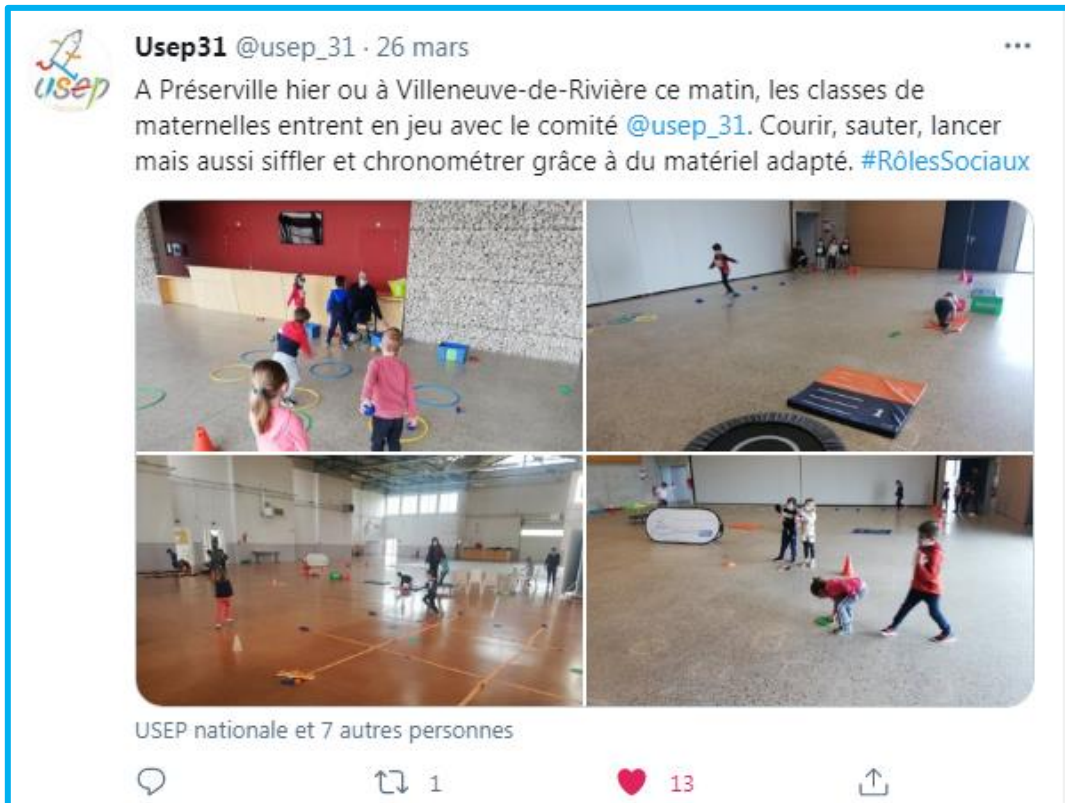 usep
Usep31 @usep_31 · 26 mars
A Préserville hier ou à Villeneuve-de-Rivière ce matin, les classes de
maternelles entrent en jeu avec le comité @usep_31. Courir, sauter, lancer
mais aussi siffler et chronométrer grâce à du matériel adapté. #RôlesSociaux
1
USEP nationale et 7 autres personnes
1
13